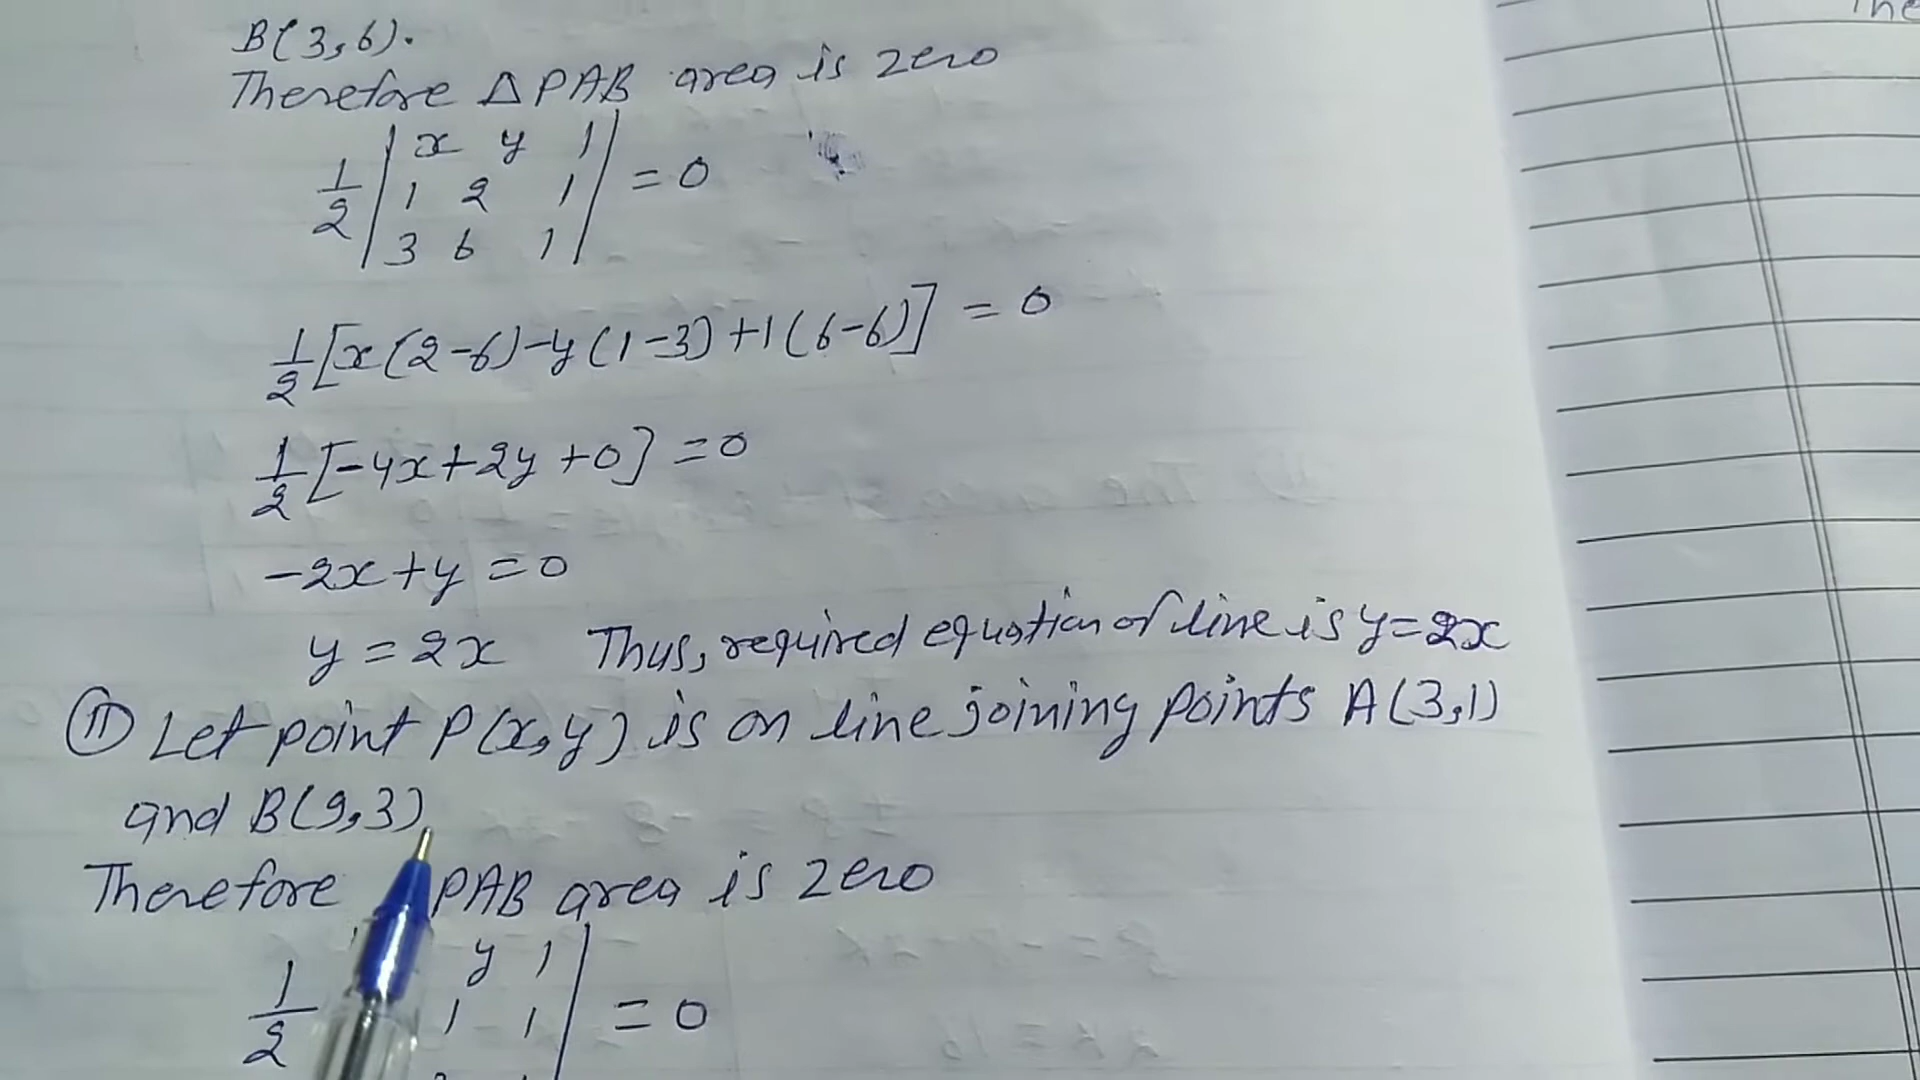 B(3,6).
Therefore △PAB area is zero
1/2 | x y 1 |
| 1 2 1 | = 0
| 3 6 1 |
1/2 [x(2-6)-y(1-3)+1(6-6)] = 0
1/2 [-4x+2y+0] = 0
-2x+y = 0
y = 2x Thus, required equation of line is y=2x
(ii) Let point P(x,y) is on line joining points A(3,1)
and B(9,3)
Therefore PAB area is zero
1/2 y 1 |
1 1 | = 0
The